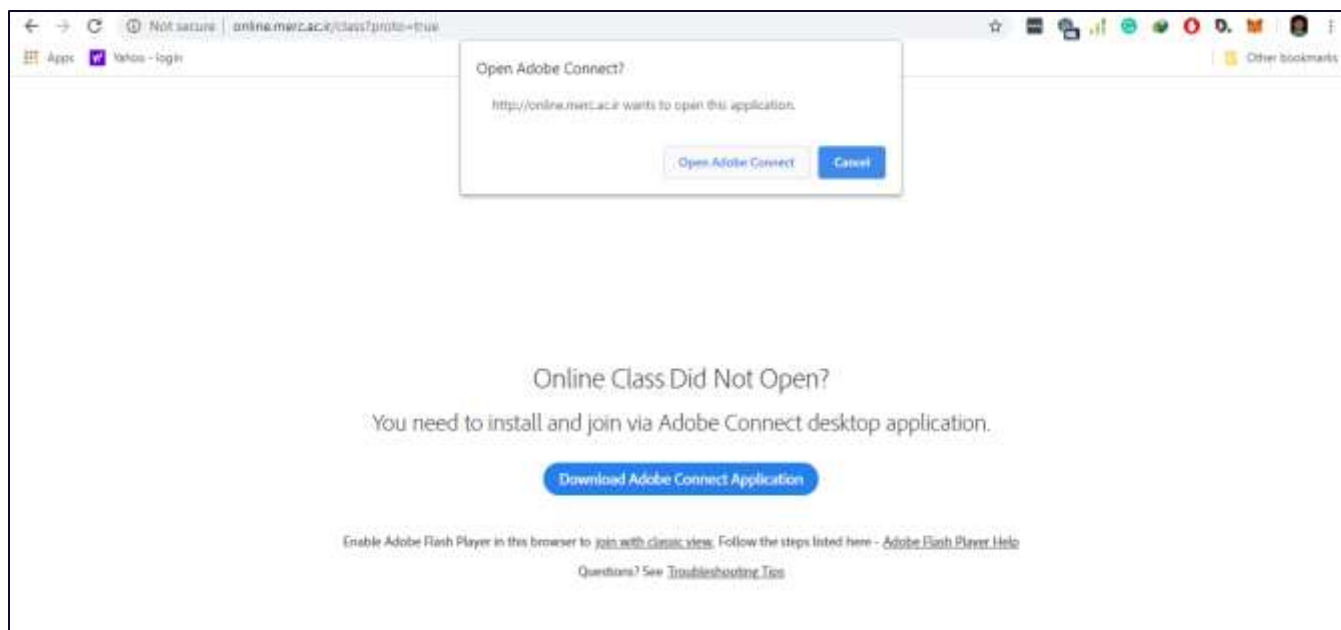 Not secure | online.merc.ac.ir/class?proto=true
Apps Yahoo - login Other bookmarks
Open Adobe Connect?
http://online.merc.ac.ir wants to open this application.
Open Adobe Connect Cancel
Online Class Did Not Open?
You need to install and join via Adobe Connect desktop application.
Download Adobe Connect Application
Enable Adobe Flash Player in this browser to join with classic view. Follow the steps listed here - Adobe Flash Player Help
Questions? See Troubleshooting Tips